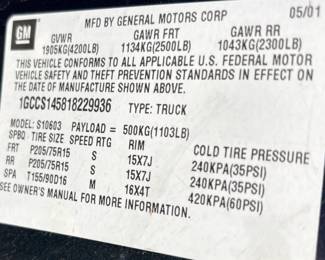 MFD BY GENERAL MOTORS CORP 05/01
GM
GVWR GAWR FRT GAWR RR
1905KG(4200LB) 1134KG(2500LB) 1043KG(2300LB)
THIS VEHICLE CONFORMS TO ALL APPLICABLE U.S. FEDERAL MOTOR
VEHICLE SAFETY AND THEFT PREVENTION STANDARDS IN EFFECT ON
THE DATE OF MANUFACTURE SHOWN ABOVE.
1GCCS145818229936 TYPE: TRUCK
MODEL: S10603 PAYLOAD = 500KG(1103LB)
SPBQ TIRE SIZE SPEED RTG RIM COLD TIRE PRESSURE
FRT P205/75R15 S 15X7J 240KPA(35PSI)
RR P205/75R15 S 15X7J 240KPA(35PSI)
SPA T155/90D16 M 16X4T 420KPA(60PSI)
SEE OWNER'S MANUAL FOR MORE INFORMATION.